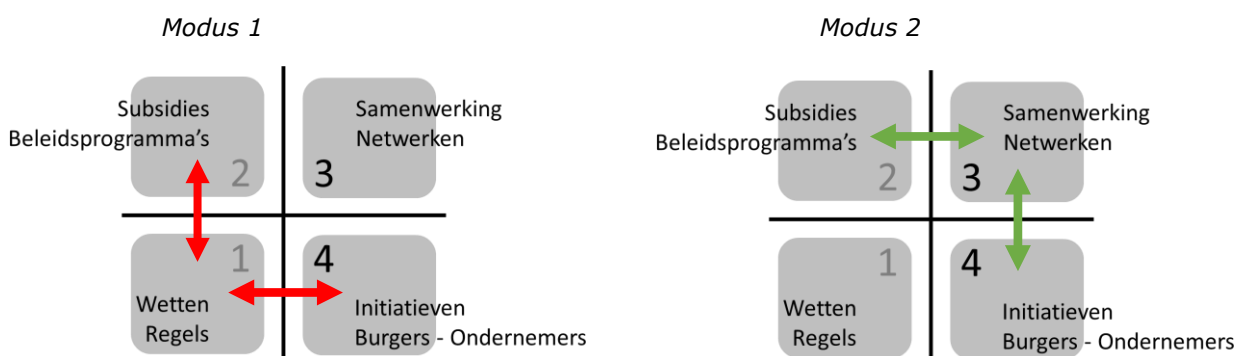 Modus 1
Subsidies
Beleidsprogramma's
2
Samenwerking
Netwerken
3
1
Wetten
Regels
4
Initiatieven
Burgers - Ondernemers
Modus 2
Subsidies
Beleidsprogramma's
2
Samenwerking
Netwerken
3
1
Wetten
Regels
4
Initiatieven
Burgers - Ondernemers